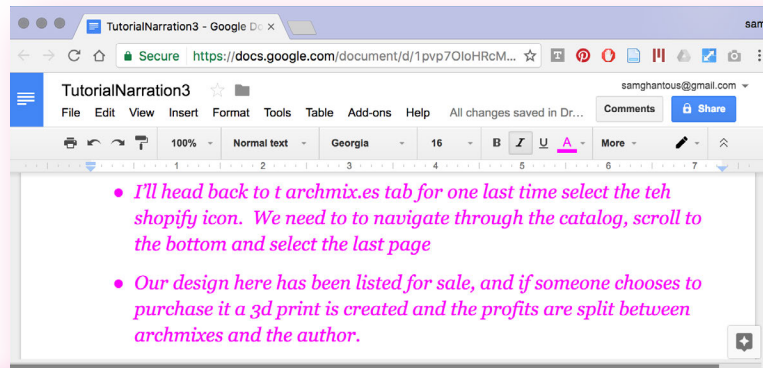 TutorialNarration3 - Google Do
sam
Secure https://docs.google.com/document/d/1pvp7OIoHRcM...
TutorialNarration3
samghantous@gmail.com
File Edit View Insert Format Tools Table Add-ons Help All changes saved in Dr... Comments Share
100% Normal text Georgia 16 B I U A More
1 2 3 4 5 6 7
● I'll head back to t archmix.es tab for one last time select the teh
shopify icon. We need to to navigate through the catalog, scroll to
the bottom and select the last page
● Our design here has been listed for sale, and if someone chooses to
purchase it a 3d print is created and the profits are split between
archmixes and the author.